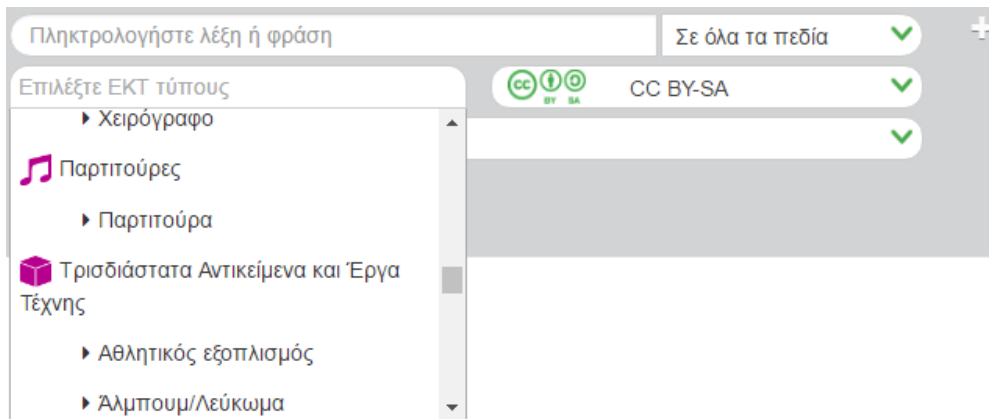 Πληκτρολογήστε λέξη ή φράση
Σε όλα τα πεδία
Επιλέξτε ΕΚΤ τύπους
cc BY SA CC BY-SA
Χειρόγραφο
Παρτιτούρες
Παρτιτούρα
Τρισδιάστατα Αντικείμενα και Έργα
Τέχνης
Αθλητικός εξοπλισμός
Άλμπουμ/Λεύκωμα